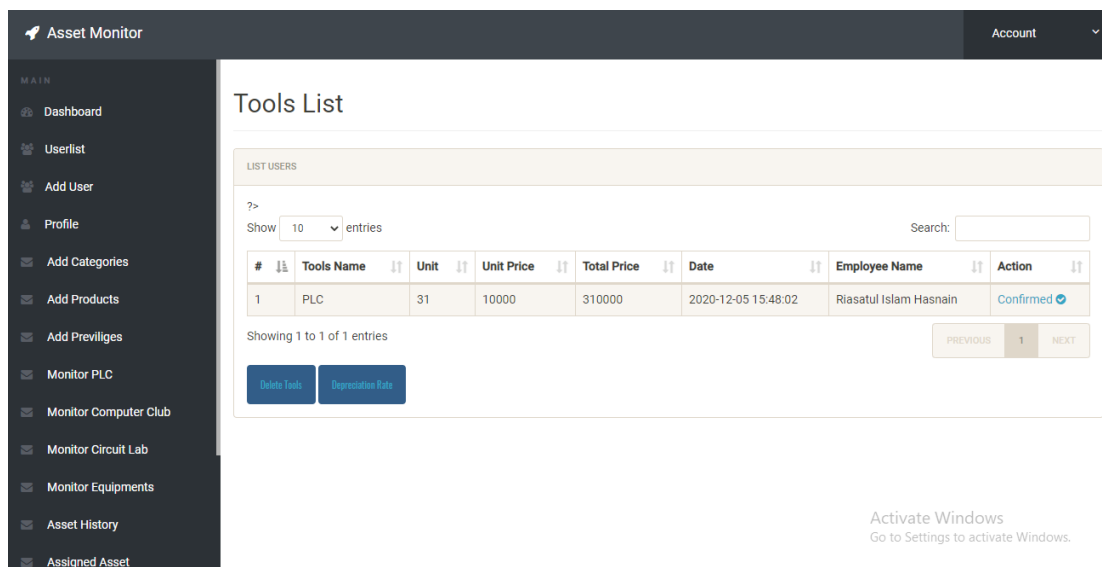 Asset Monitor
Account
MAIN
Dashboard
Userlist
Add User
Profile
Add Categories
Add Products
Add Previliges
Monitor PLC
Monitor Computer Club
Monitor Circuit Lab
Monitor Equipments
Asset History
Assigned Asset
Tools List
LIST USERS
?>
Show 10 entries
Search:
# Tools Name Unit Unit Price Total Price Date Employee Name Action
1 PLC 31 10000 310000 2020-12-05 15:48:02 Riasatul Islam Hasnain Confirmed
Showing 1 to 1 of 1 entries
PREVIOUS 1 NEXT
Delete Tools Depreciation Rate
Activate Windows
Go to Settings to activate Windows.